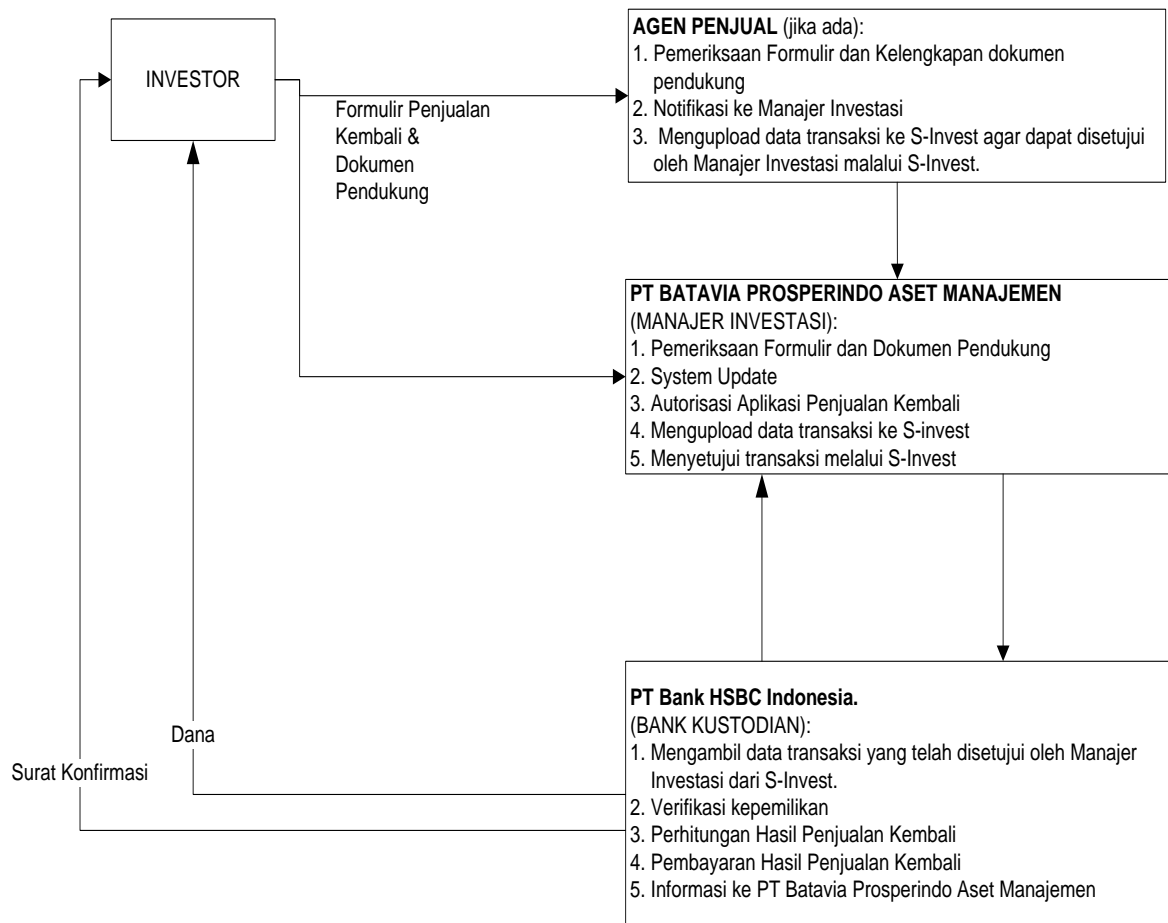 INVESTOR
Formulir Penjualan
Kembali &
Dokumen
Pendukung
AGEN PENJUAL (jika ada):
1. Pemeriksaan Formulir dan Kelengkapan dokumen
pendukung
2. Notifikasi ke Manajer Investasi
3. Mengupload data transaksi ke S-Invest agar dapat disetujui
oleh Manajer Investasi malalui S-Invest.
PT BATAVIA PROSPERINDO ASET MANAJEMEN
(MANAJER INVESTASI):
1. Pemeriksaan Formulir dan Dokumen Pendukung
2. System Update
3. Autorisasi Aplikasi Penjualan Kembali
4. Mengupload data transaksi ke S-invest
5. Menyetujui transaksi melalui S-Invest
PT Bank HSBC Indonesia.
(BANK KUSTODIAN):
1. Mengambil data transaksi yang telah disetujui oleh Manajer
Investasi dari S-Invest.
2. Verifikasi kepemilikan
3. Perhitungan Hasil Penjualan Kembali
4. Pembayaran Hasil Penjualan Kembali
5. Informasi ke PT Batavia Prosperindo Aset Manajemen
Dana
Surat Konfirmasi